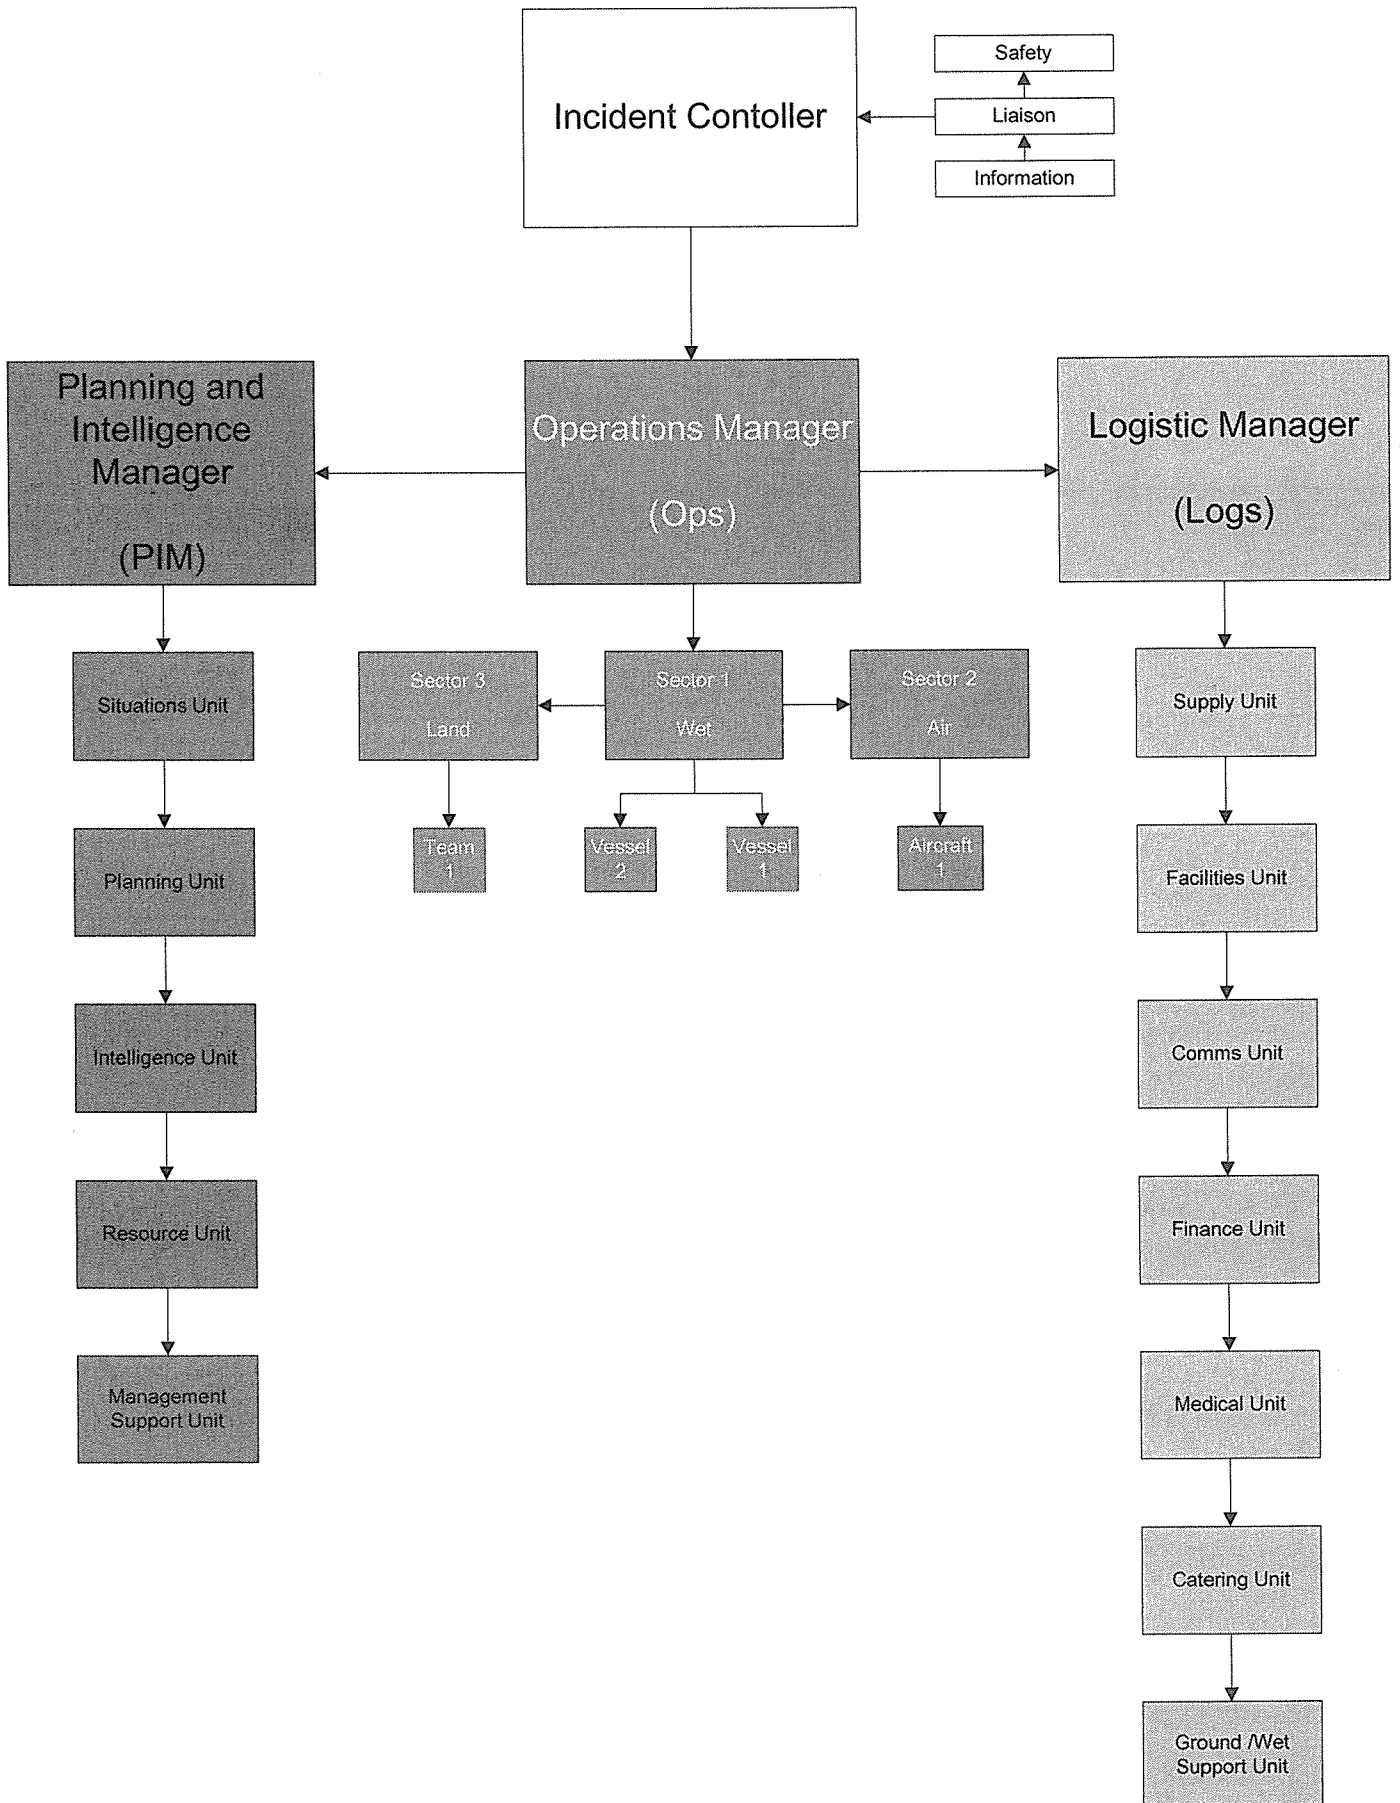 Safety
Incident Contoller
Liaison
Information
Planning and
Intelligence
Manager
(PIM)
Operations Manager
(Ops)
Logistic Manager
(Logs)
Situations Unit
Sector 3
Land
Sector 1
Wet
Sector 2
Air
Supply Unit
Planning Unit
Team
1
Vessel
2
Vessel
1
Aircraft
1
Facilities Unit
Intelligence Unit
Comms Unit
Resource Unit
Finance Unit
Management
Support Unit
Medical Unit
Catering Unit
Ground /Wet
Support Unit